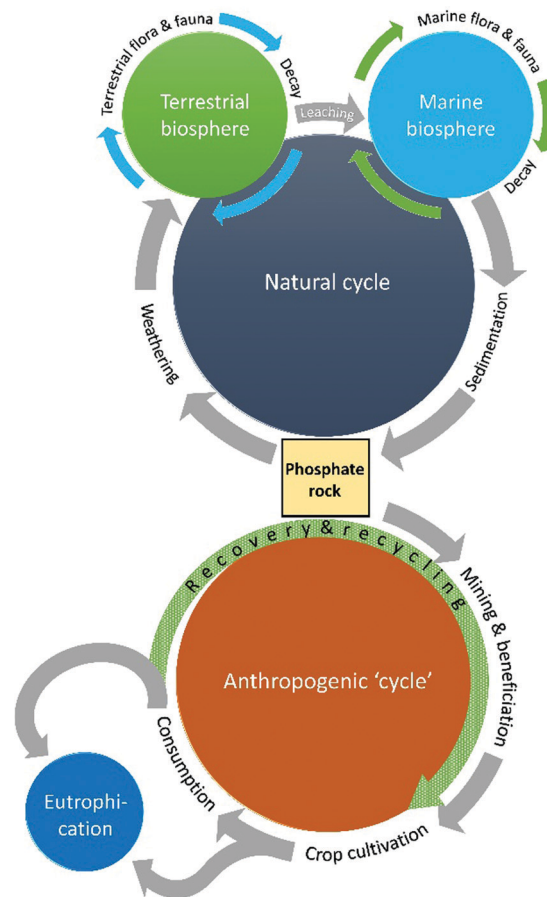 Terrestrial flora & fauna
Decay
Terrestrial
biosphere
Leaching
Marine flora & fauna
Decay
Marine
biosphere
Natural cycle
Weathering
Sedimentation
Phosphate
rock
Recovery & recycling
Mining & beneficiation
Anthropogenic ‘cycle’
Consumption
Crop cultivation
Eutrophi-
cation